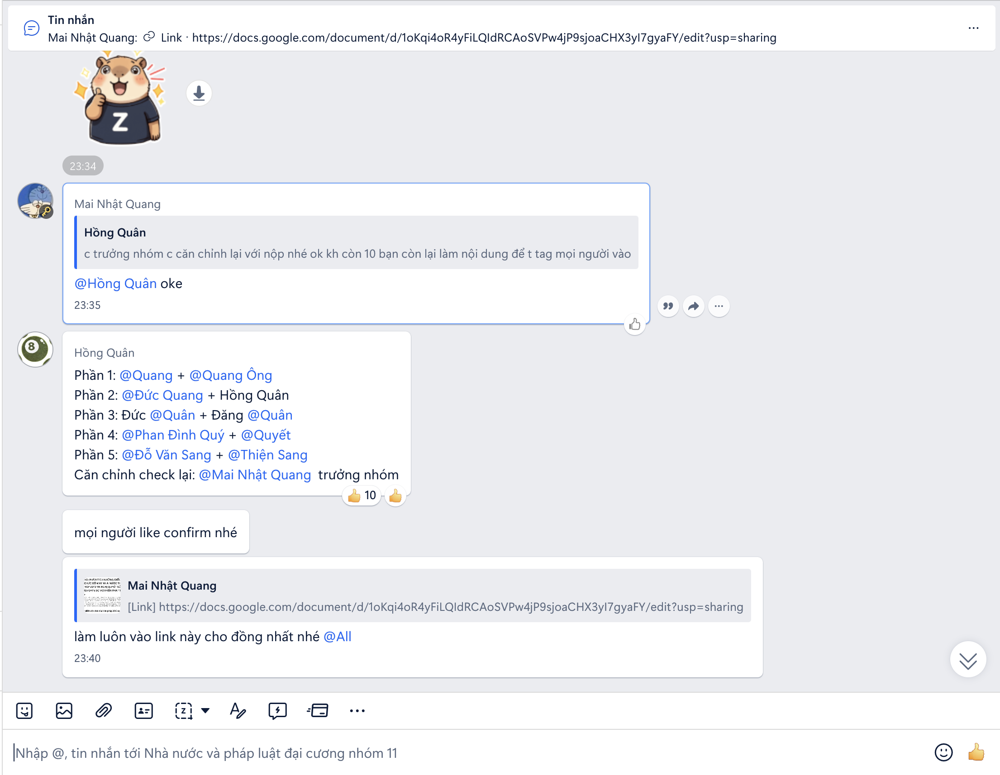 Tin nhắn
Mai Nhật Quang: Link · https://docs.google.com/document/d/1oKqi4oR4yFiLQIdRCAoSVPw4jP9sjoaCHX3yI7gyaFY/edit?usp=sharing
Z
23:34
Mai Nhật Quang
Hồng Quân
c trưởng nhóm c căn chỉnh lại với nộp nhé ok kh còn 10 bạn còn lại làm nội dung để t tag mọi người vào
@Hồng Quân oke
23:35
8
Hồng Quân
Phần 1: @Quang + @Quang Ông
Phần 2: @Đức Quang + Hồng Quân
Phần 3: Đức @Quân + Đăng @Quân
Phần 4: @Phan Đình Quý + @Quyết
Phần 5: @Đỗ Văn Sang + @Thiện Sang
Căn chỉnh check lại: @Mai Nhật Quang trưởng nhóm
10
mọi người like confirm nhé
Mai Nhật Quang
[Link] https://docs.google.com/document/d/1oKqi4oR4yFiLQIdRCAoSVPw4jP9sjoaCHX3yI7gyaFY/edit?usp=sharing
làm luôn vào link này cho đồng nhất nhé @All
23:40
Z
Nhập @, tin nhắn tới Nhà nước và pháp luật đại cương nhóm 11